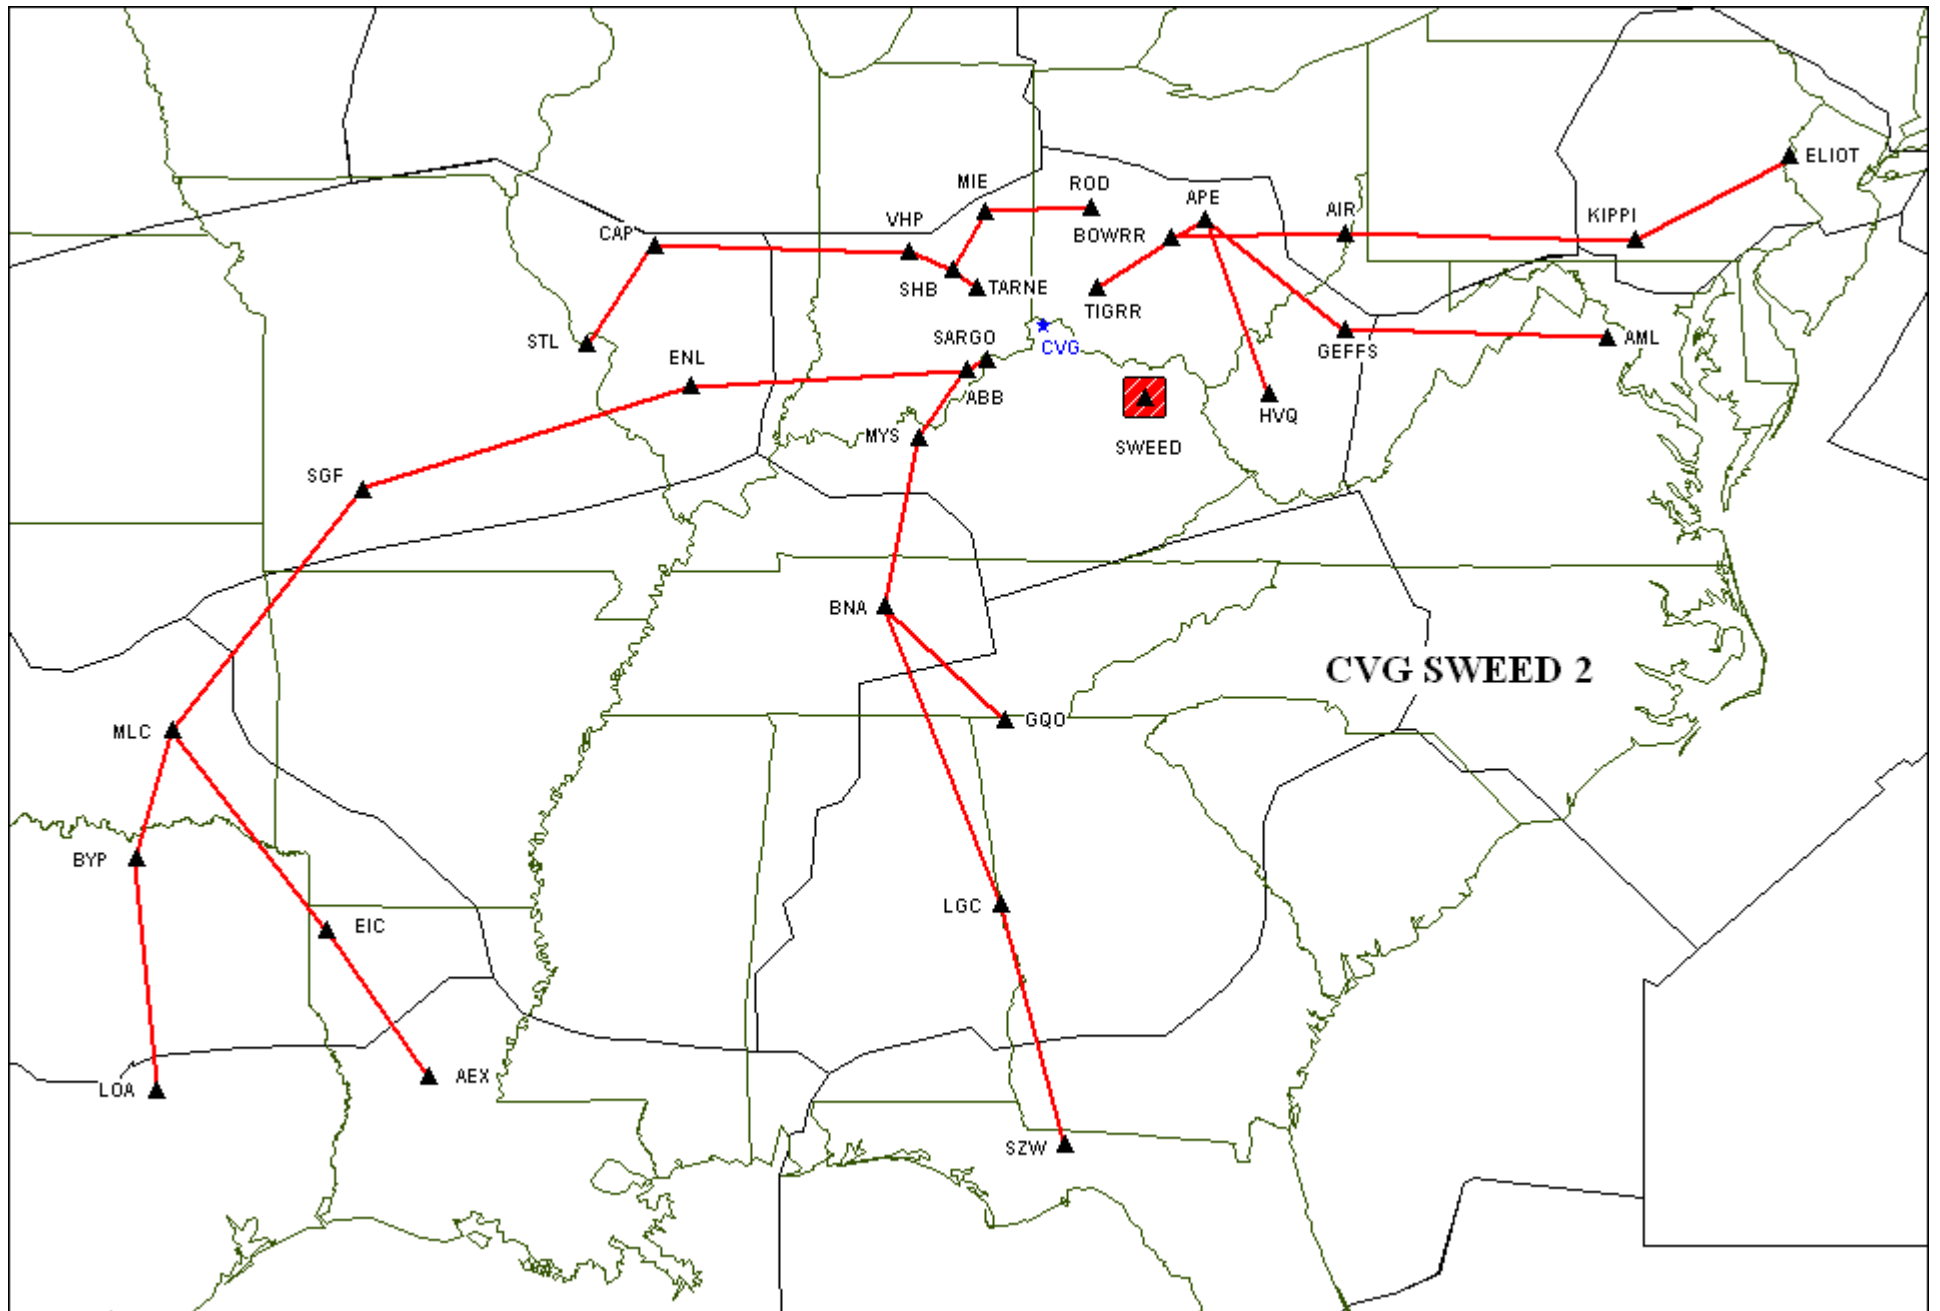 ELIOT
MIE
ROD
APE
AIR
KIPPI
VHP
CAP
BOWRR
SHB
TARNE
TIGRR
SARGO
CVG
STL
ENL
GEFFS
AML
ABB
HVQ
MYS
SWEED
SGF
BNA
CVG SWEED 2
MLC
GQO
BYP
LGC
EIC
LOA
AEX
SZW